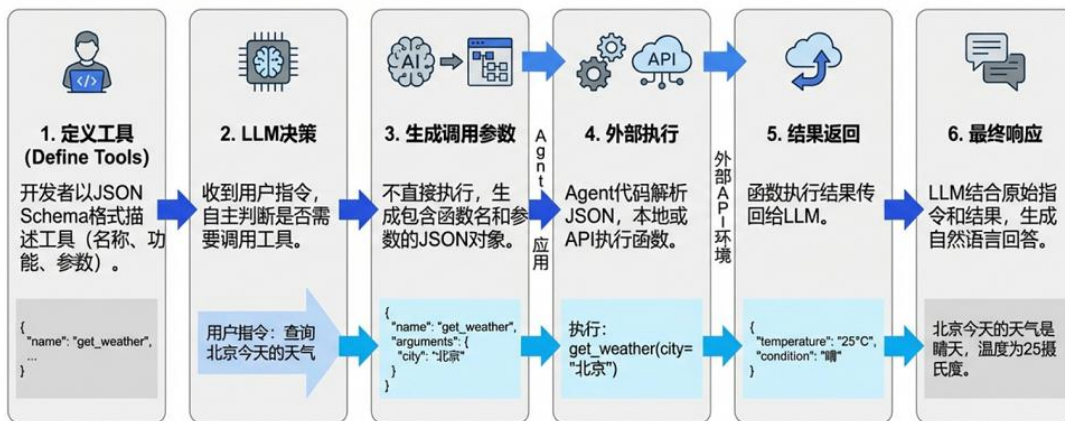 AI
API
1. 定义工具
(Define Tools)
开发者以JSON
Schema格式描
述工具（名称、功
能、参数）。
{
"name": "get_weather",
...
}
2. LLM决策
收到用户指令，
自主判断是否需
要调用工具。
用户指令：查询
北京今天的天气
3. 生成调用参数
不直接执行，生
成包含函数名和参
数的JSON对象。
{
"name": "get_weather",
"arguments": {
"city": "北京"
}
}
Agnt 应用
4. 外部执行
Agent代码解析
JSON，本地或
API执行函数。
执行：
get_weather(city=
"北京")
外部API环境
5. 结果返回
函数执行结果传
回给LLM。
{
"temperature": "25°C",
"condition": "晴"
}
6. 最终响应
LLM结合原始指
令和结果，生成
自然语言回答。
北京今天的天气是
晴天，温度为25摄
氏度。